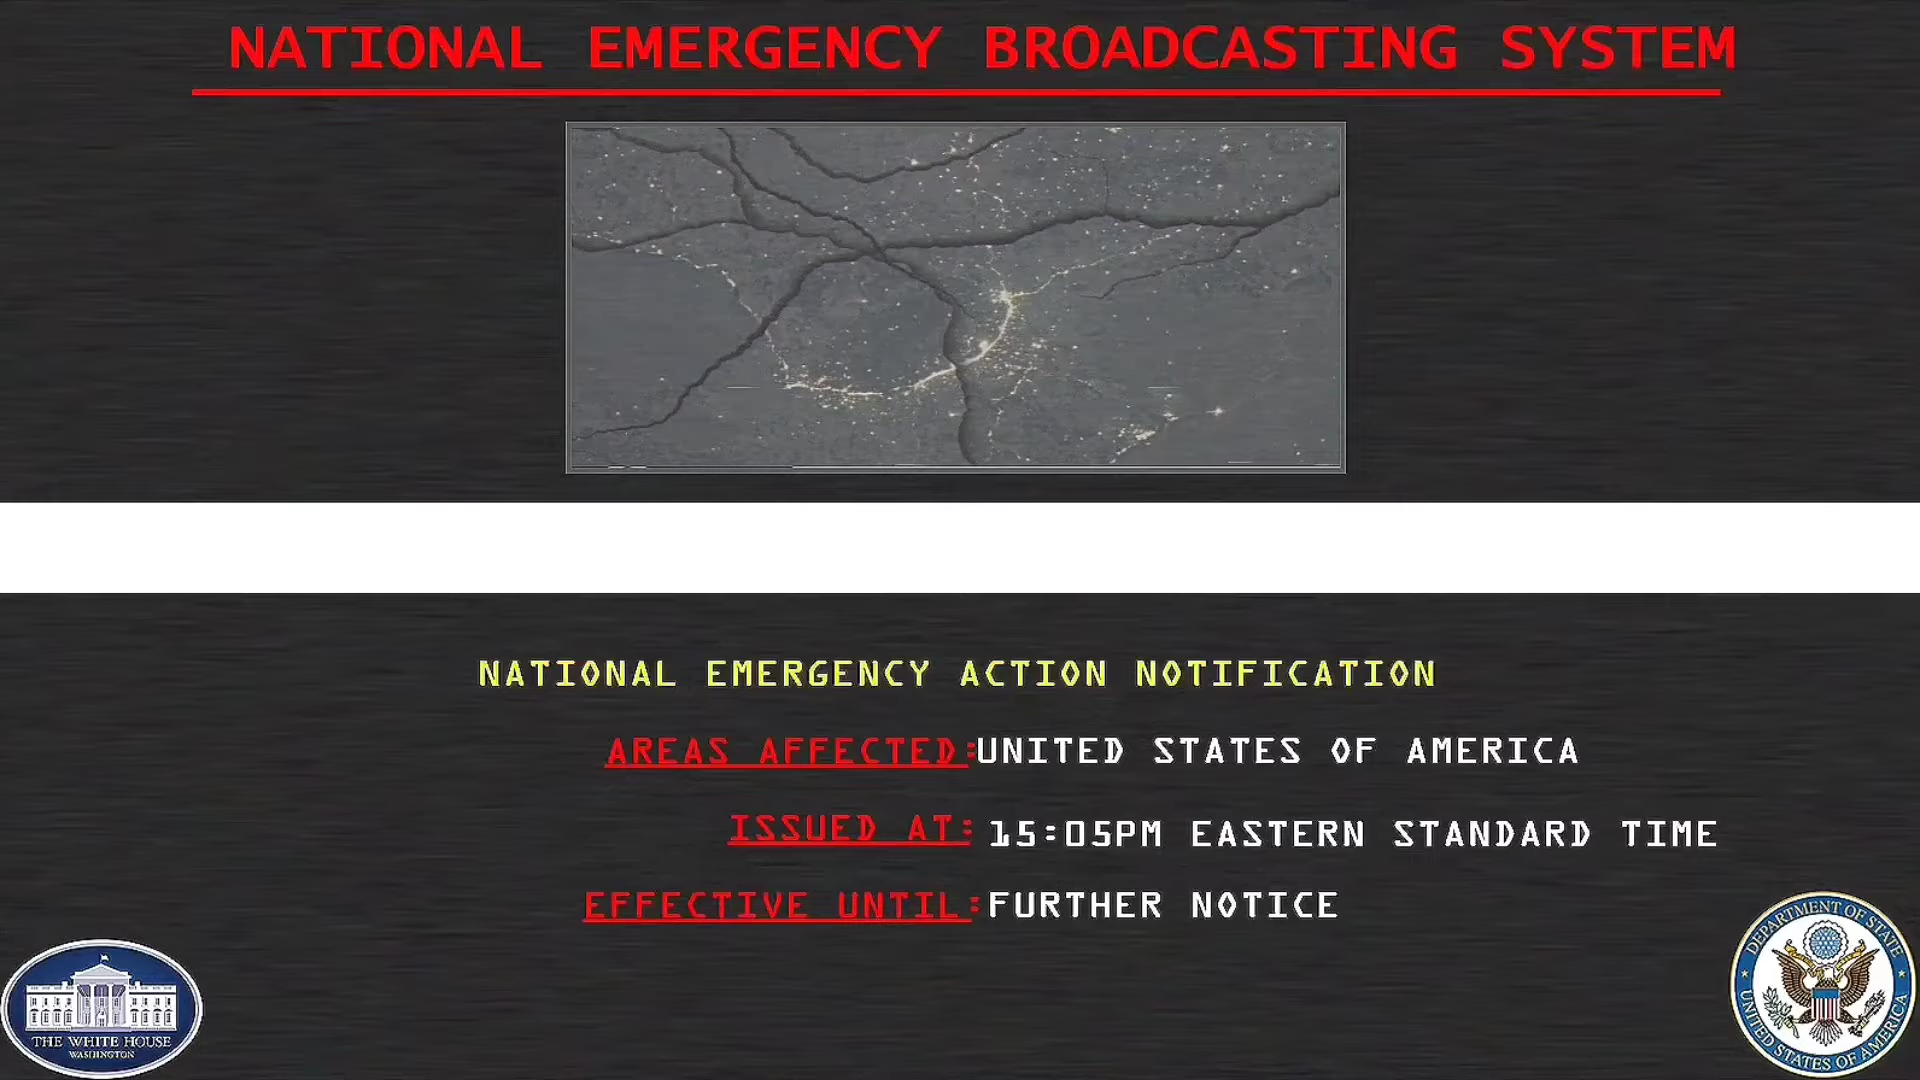 NATIONAL EMERGENCY BROADCASTING SYSTEM
NATIONAL EMERGENCY ACTION NOTIFICATION
AREAS AFFECTED:UNITED STATES OF AMERICA
ISSUED AT: 15:05PM EASTERN STANDARD TIME
EFFECTIVE UNTIL:FURTHER NOTICE
THE WHITE HOUSE
WASHINGTON
DEPARTMENT OF STATE
UNITED STATES OF AMERICA